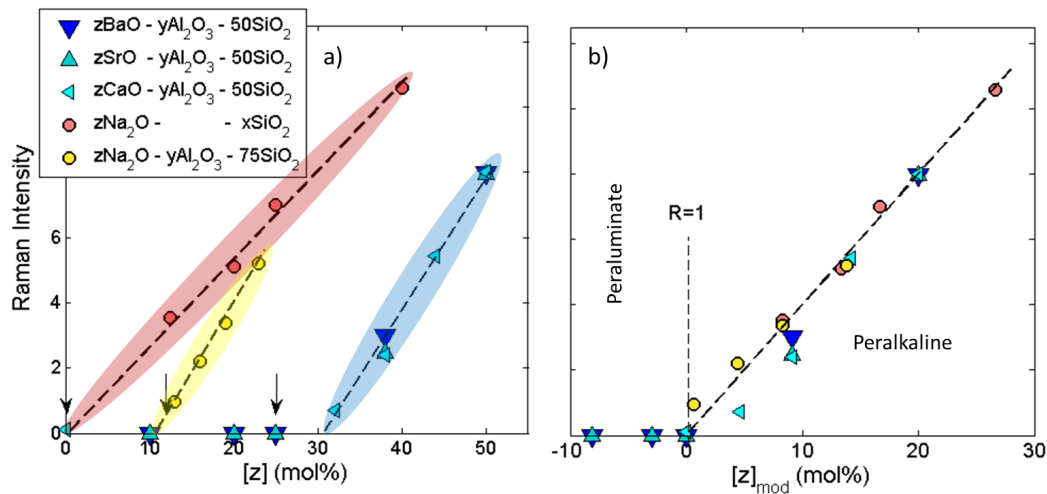 zBaO - yAl2O3 - 50SiO2
zSrO - yAl2O3 - 50SiO2
zCaO - yAl2O3 - 50SiO2
zNa2O - - xSiO2
zNa2O - yAl2O3 - 75SiO2
a)
Raman Intensity
6
4
2
0
0 10 20 30 40 50
[z] (mol%)
b)
Peraluminate
R=1
Peralkaline
-10 0 10 20 30
[z]mod (mol%)